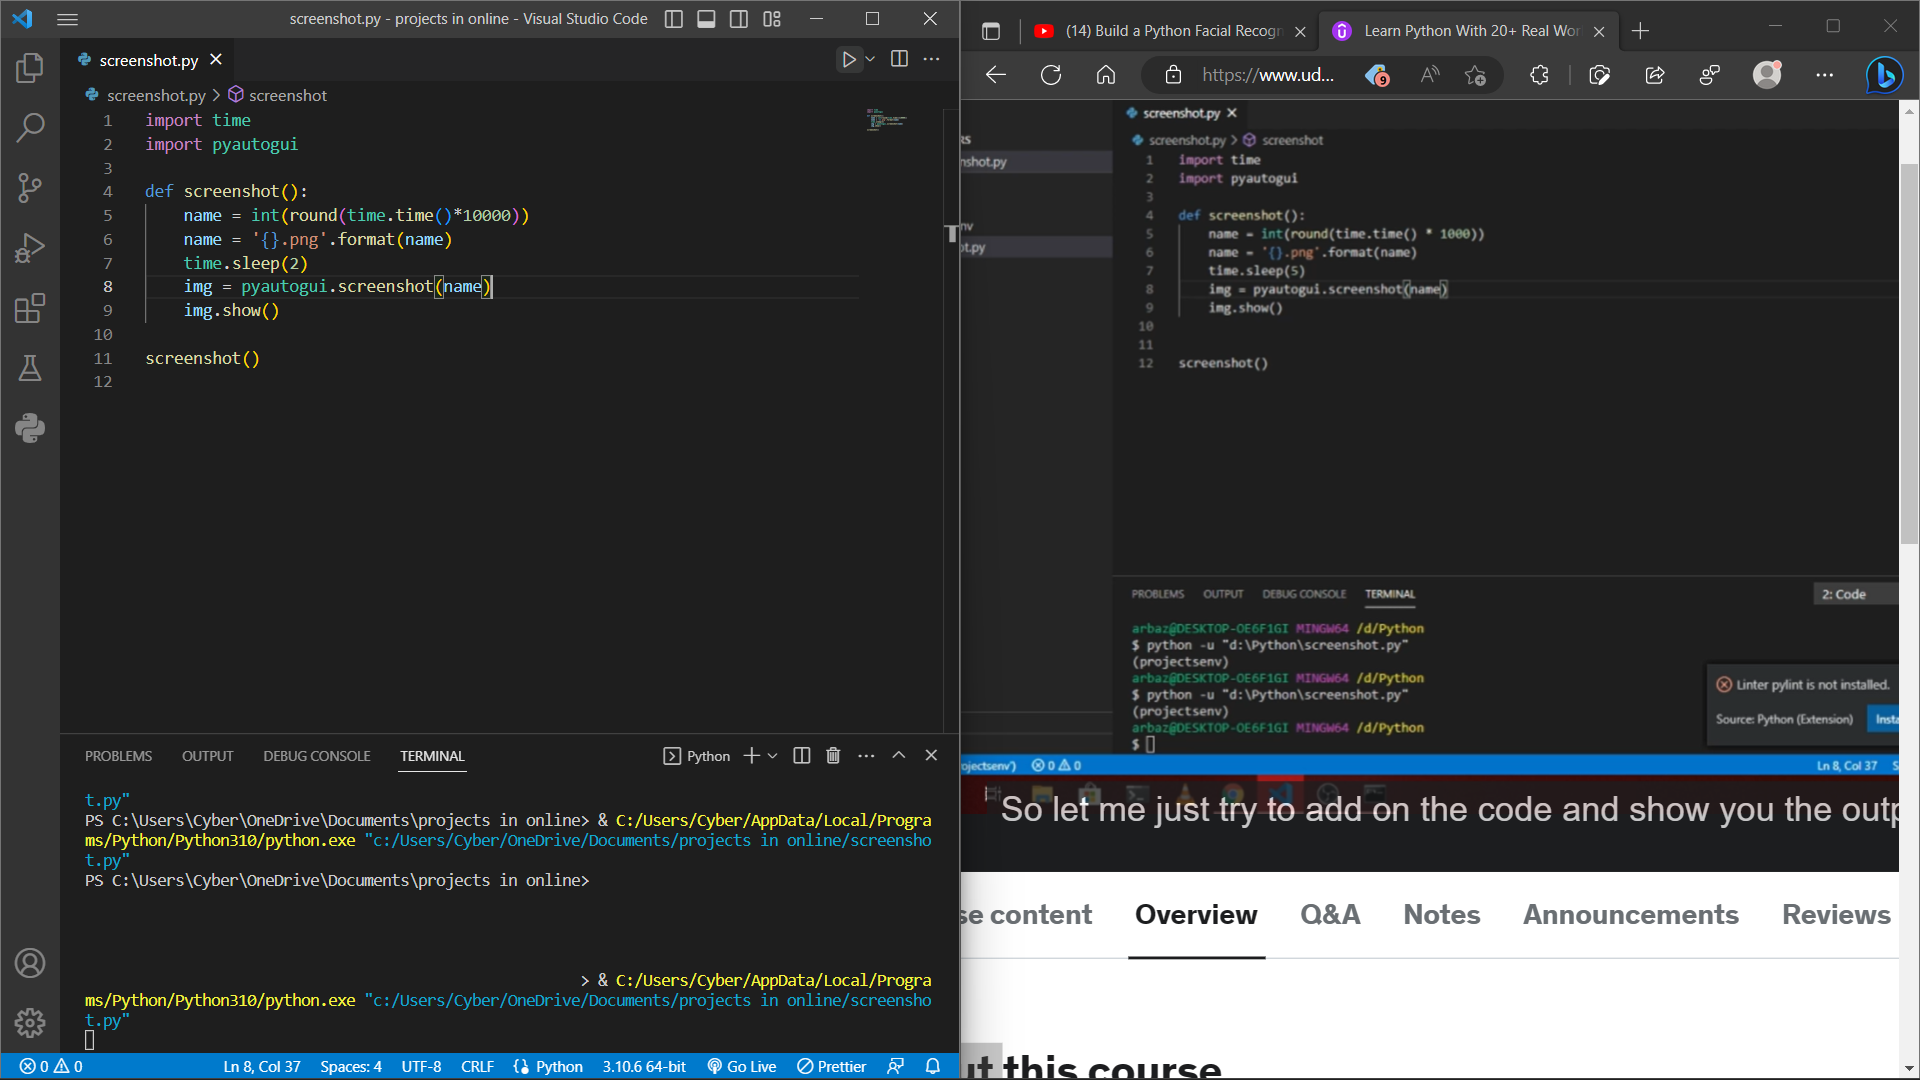 screenshot.py - projects in online - Visual Studio Code
screenshot.py
screenshot.py > screenshot
1 import time
2 import pyautogui
3
4 def screenshot():
5 name = int(round(time.time()*10000))
6 name = '{}.png'.format(name)
7 time.sleep(2)
8 img = pyautogui.screenshot(name)
9 img.show()
10
11 screenshot()
12
PROBLEMS OUTPUT DEBUG CONSOLE TERMINAL Python
t.py"
PS C:\Users\Cyber\OneDrive\Documents\projects in online> & C:/Users/Cyber/AppData/Local/Progra
ms/Python/Python310/python.exe "c:/Users/Cyber/OneDrive/Documents/projects in online/screensho
t.py"
PS C:\Users\Cyber\OneDrive\Documents\projects in online>
> & C:/Users/Cyber/AppData/Local/Progra
ms/Python/Python310/python.exe "c:/Users/Cyber/OneDrive/Documents/projects in online/screensho
t.py"
0 0 Ln 8, Col 37 Spaces: 4 UTF-8 CRLF Python 3.10.6 64-bit Go Live Prettier
(14) Build a Python Facial Recogn
Learn Python With 20+ Real Wor
https://www.ud... 9
screenshot.py
screenshot.py > screenshot
nshot.py
ot.py
1 import time
2 import pyautogui
3
4 def screenshot():
5 name = int(round(time.time() * 1000))
6 name = '{}.png'.format(name)
7 time.sleep(5)
8 img = pyautogui.screenshot(name)
9 img.show()
10
11
12 screenshot()
PROBLEMS OUTPUT DEBUG CONSOLE TERMINAL 2: Code
arbaz@DESKTOP-OE6F1GI MINGW64 /d/Python
$ python -u "d:\Python\screenshot.py"
(projectsenv)
arbaz@DESKTOP-OE6F1GI MINGW64 /d/Python
$ python -u "d:\Python\screenshot.py"
(projectsenv)
arbaz@DESKTOP-OE6F1GI MINGW64 /d/Python
$
Linter pylint is not installed.
Source: Python (Extension) Insta
ojectsenv') 0 0 Ln 8, Col 37 S
So let me just try to add on the code and show you the outp
se content Overview Q&A Notes Announcements Reviews
ut this course